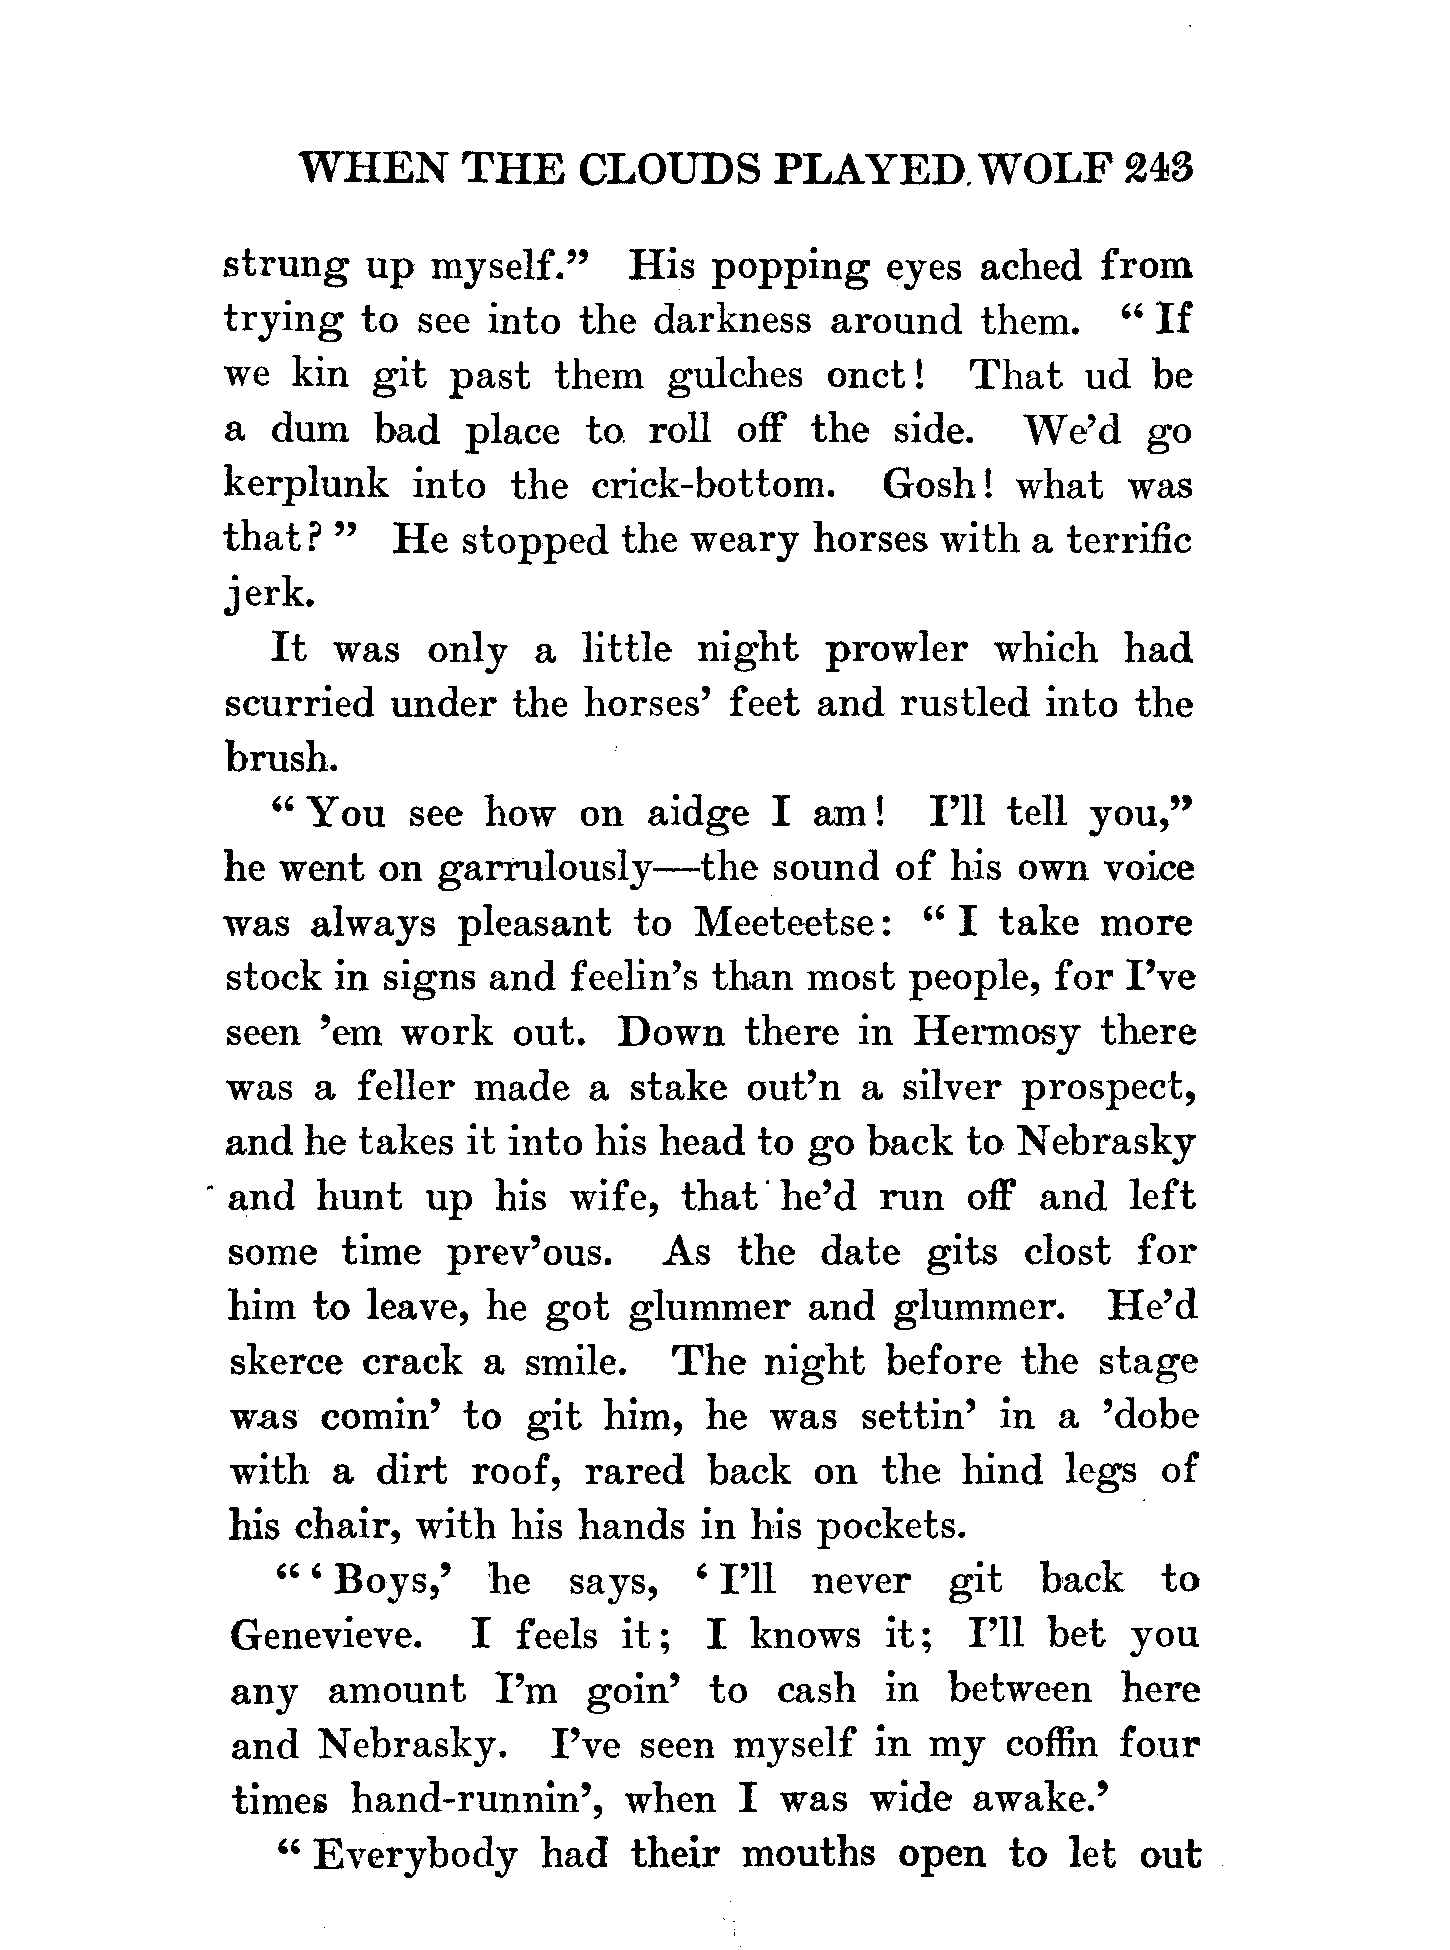 WHEN THE CLOUDS PLAYED WOLF 243
strung up myself.” His popping eyes ached from
trying to see into the darkness around them. “ If
we kin git past them gulches onct! That ud be
a dum bad place to roll off the side. We’d go
kerplunk into the crick-bottom. Gosh! what was
that? ” He stopped the weary horses with a terrific
jerk.
It was only a little night prowler which had
scurried under the horses’ feet and rustled into the
brush.
“ You see how on aidge I am! I’ll tell you,”
he went on garrulously—the sound of his own voice
was always pleasant to Meeteetse: “ I take more
stock in signs and feelin’s than most people, for I’ve
seen ’em work out. Down there in Hermosy there
was a feller made a stake out’n a silver prospect,
and he takes it into his head to go back to Nebrasky
and hunt up his wife, that he’d run off and left
some time prev’ous. As the date gits clost for
him to leave, he got glummer and glummer. He’d
skerce crack a smile. The night before the stage
was comin’ to git him, he was settin’ in a ’dobe
with a dirt roof, rared back on the hind legs of
his chair, with his hands in his pockets.
“ ‘ Boys,’ he says, ‘ I’ll never git back to
Genevieve. I feels it; I knows it; I’ll bet you
any amount I’m goin’ to cash in between here
and Nebrasky. I’ve seen myself in my coffin four
times hand-runnin’, when I was wide awake.’
“ Everybody had their mouths open to let out